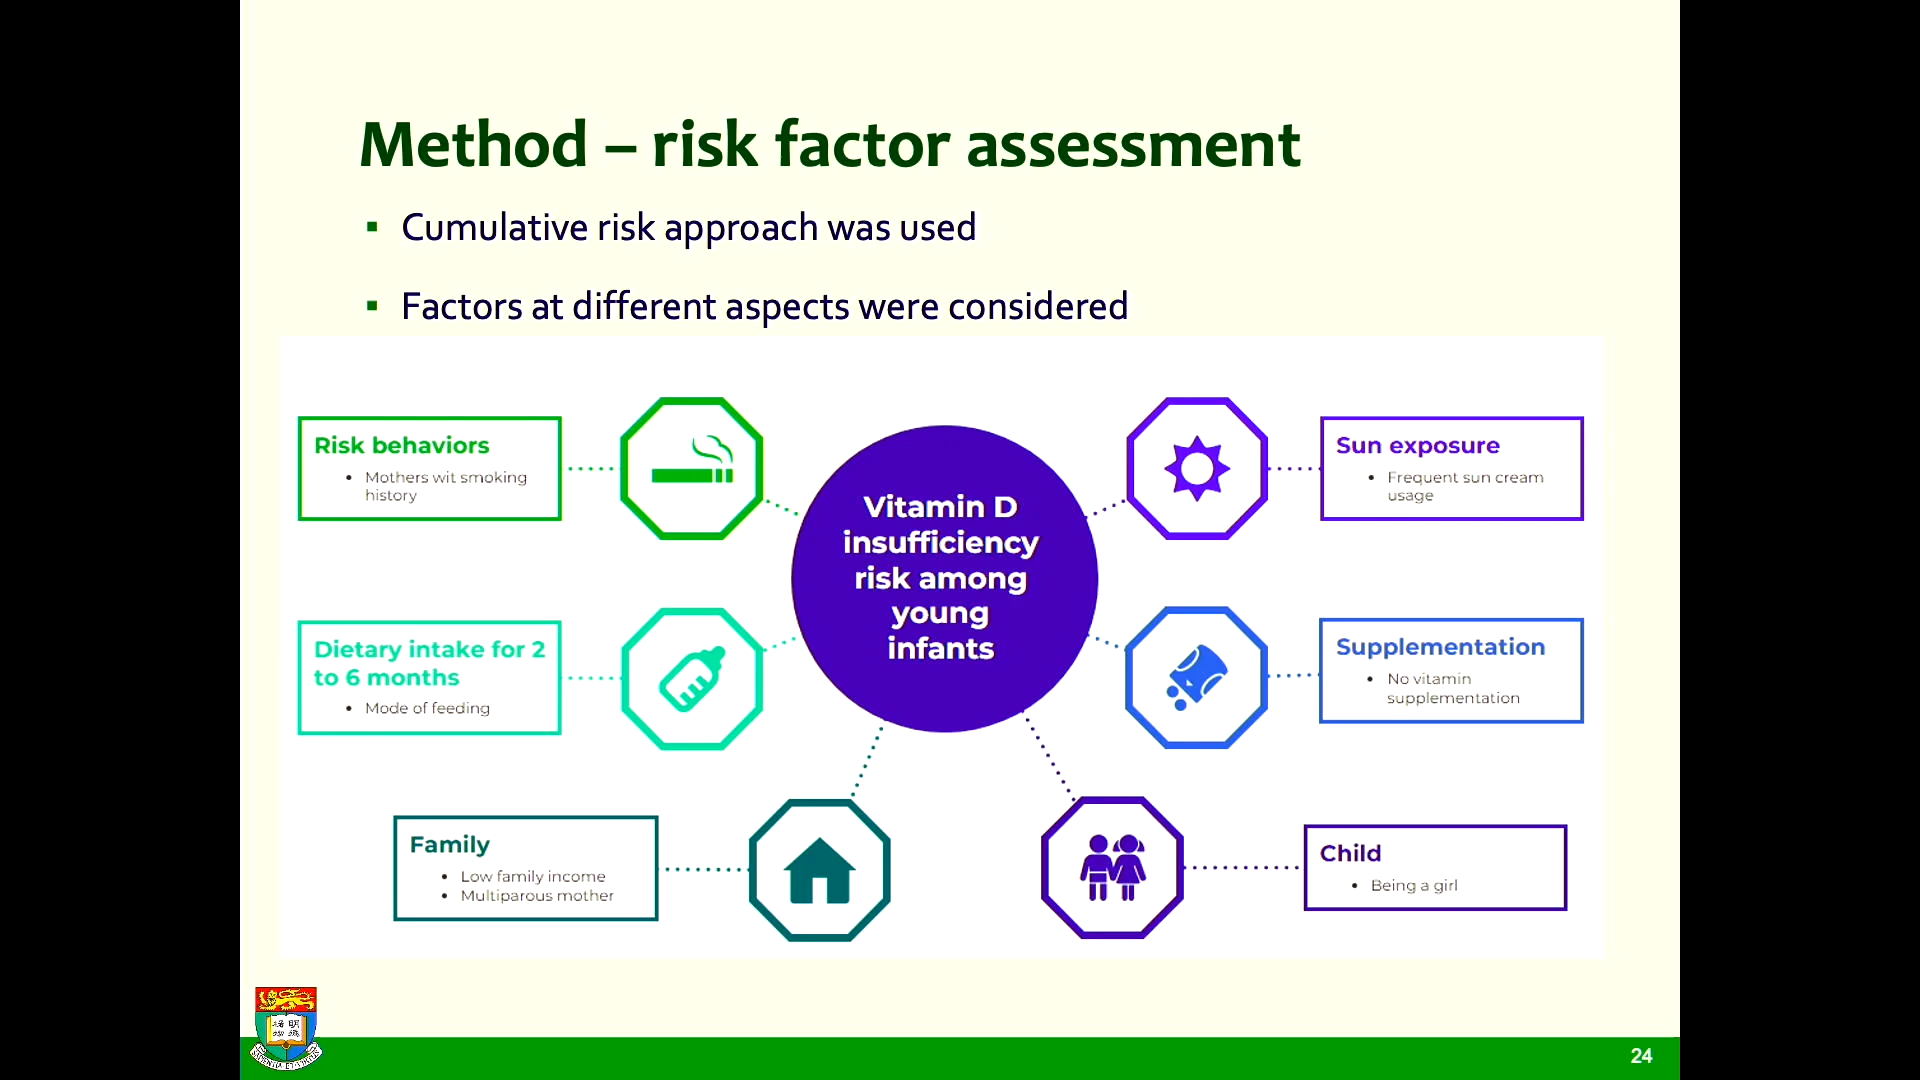 Method – risk factor assessment
▪ Cumulative risk approach was used
▪ Factors at different aspects were considered
Risk behaviors
• Mothers wit smoking
history
Vitamin D
insufficiency
risk among
young
infants
Sun exposure
• Frequent sun cream
usage
Dietary intake for 2
to 6 months
• Mode of feeding
Supplementation
• No vitamin
supplementation
Family
• Low family income
• Multiparous mother
Child
• Being a girl
24